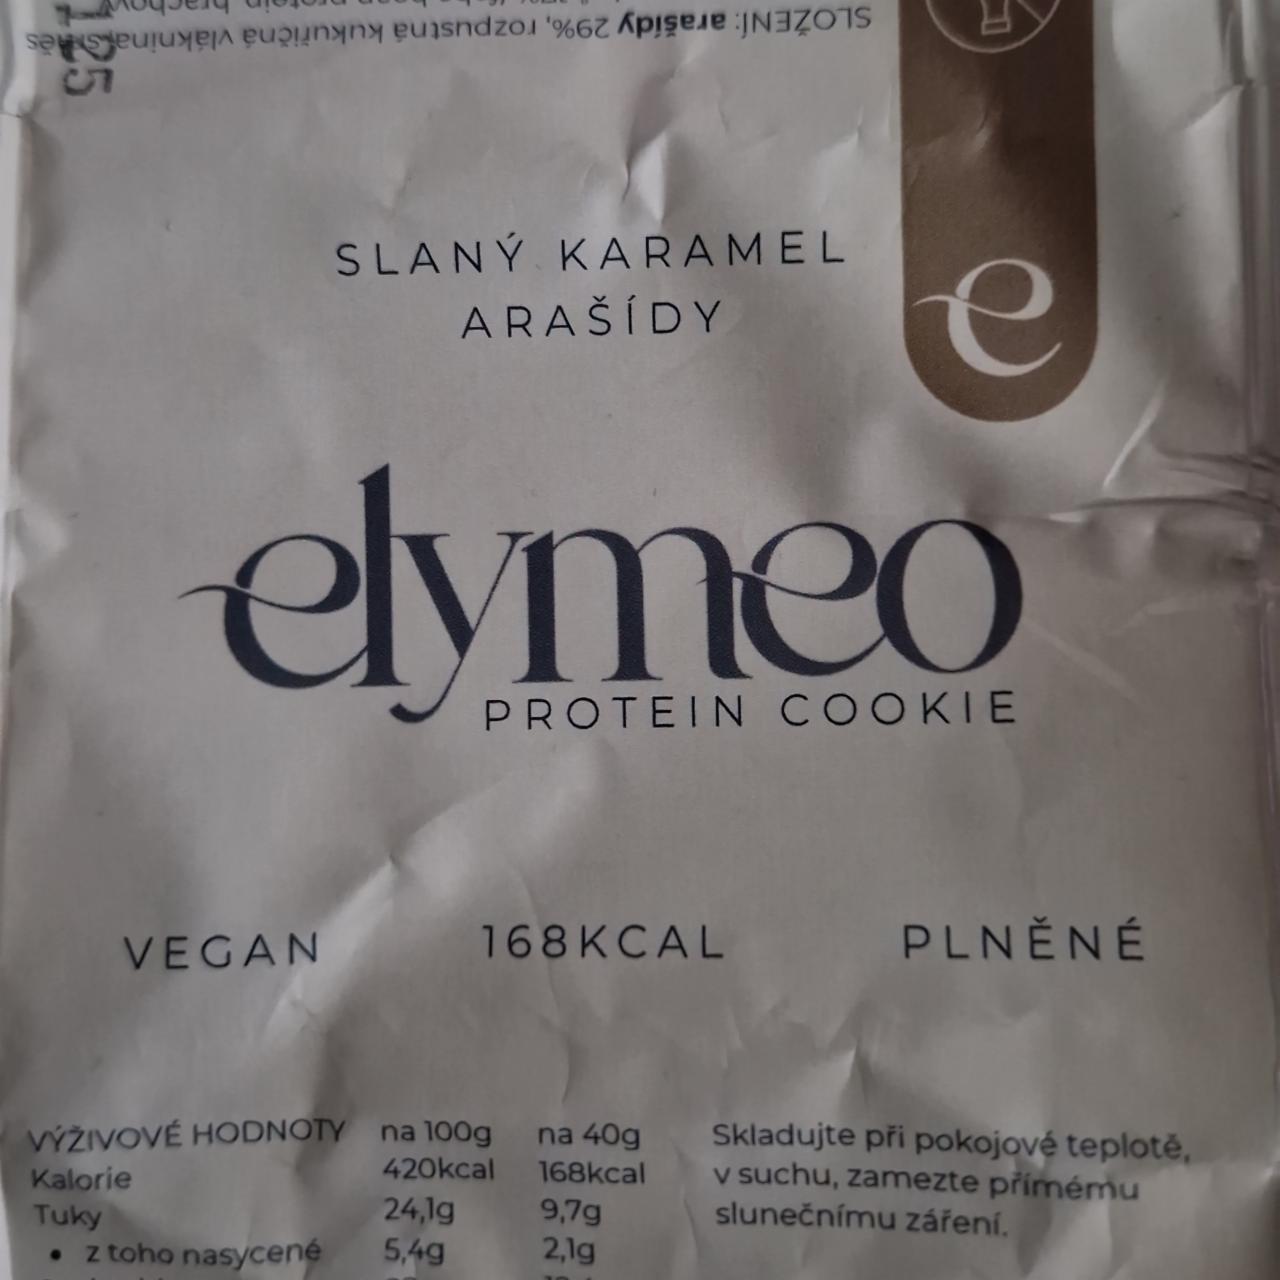 SLOŽENÍ: arašídy 29%, rozpustná kukuřičná vláknina, směs
25
SLANÝ KARAMEL
ARAŠÍDY
e
elymeo
PROTEIN COOKIE
VEGAN 168KCAL PLNĚNÉ
VÝŽIVOVÉ HODNOTY na 100g na 40g
Kalorie 420kcal 168kcal
Tuky 24,1g 9,7g
• z toho nasycené 5,4g 2,1g
Skladujte při pokojové teplotě,
v suchu, zamezte přímému
slunečnímu záření.